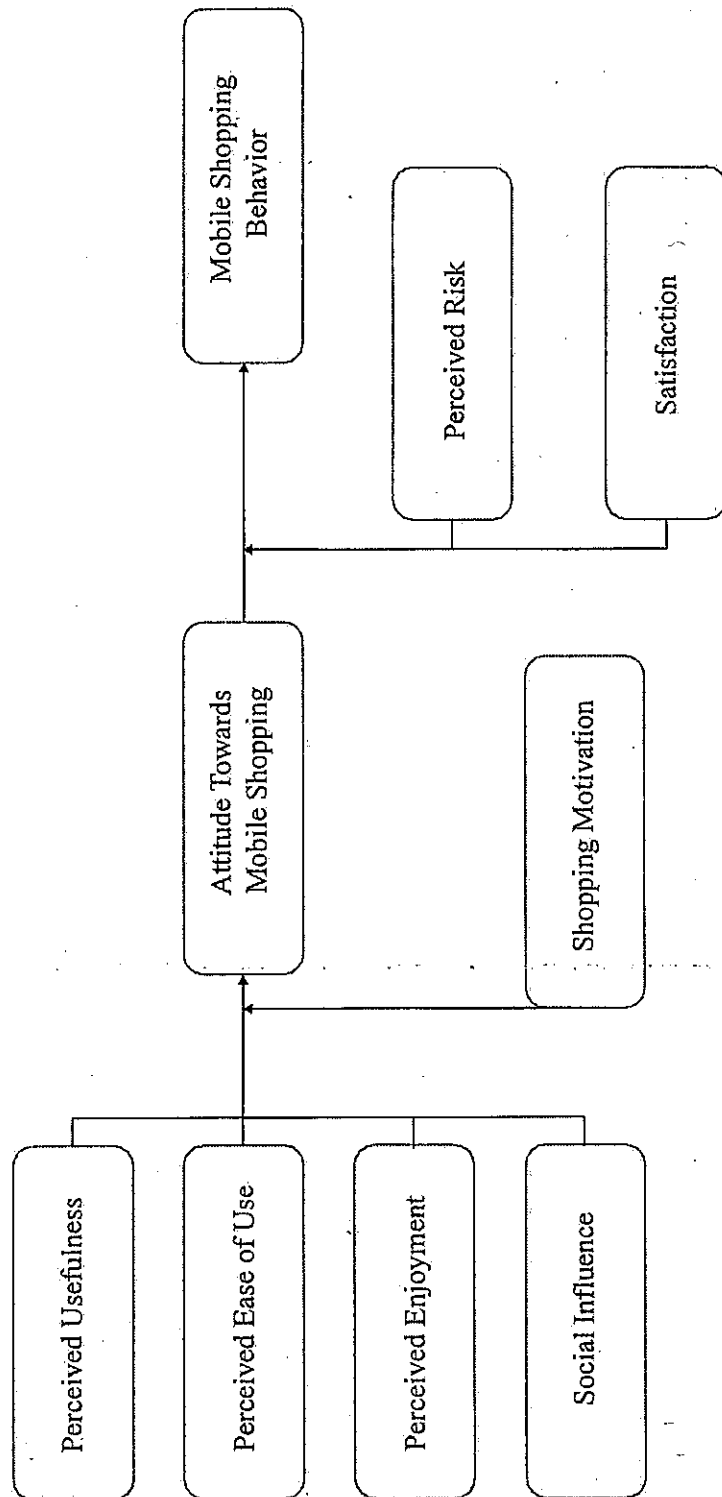 Perceived Usefulness
Perceived Ease of Use
Perceived Enjoyment
Social Influence
Attitude Towards
Mobile Shopping
Shopping Motivation
Mobile Shopping
Behavior
Perceived Risk
Satisfaction